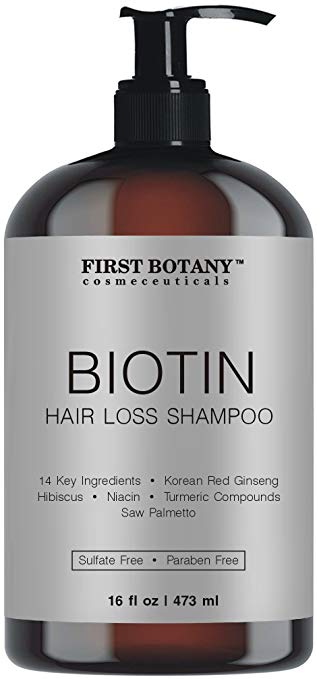 FIRST BOTANY™
cosmeceuticals
BIOTIN
HAIR LOSS SHAMPOO
14 Key Ingredients • Korean Red Ginseng
Hibiscus • Niacin • Turmeric Compounds
Saw Palmetto
Sulfate Free • Paraben Free
16 fl oz | 473 ml